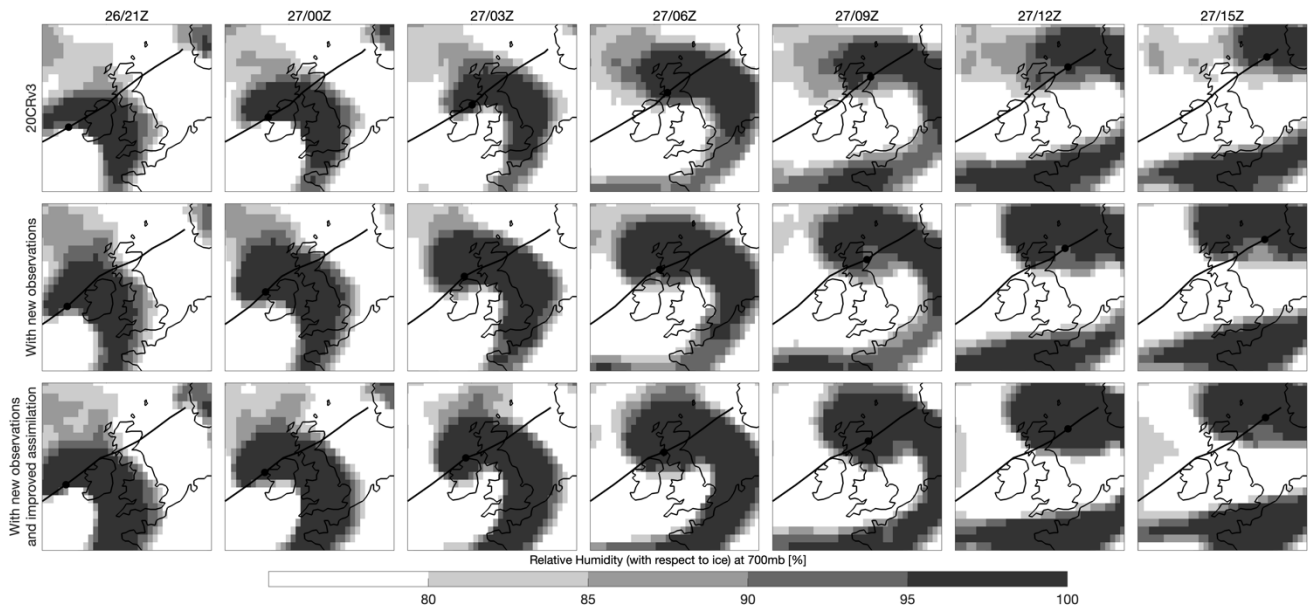 26/21Z 27/00Z 27/03Z 27/06Z 27/09Z 27/12Z 27/15Z
20CRv3
With new observations
With new observations
and improved assimilation
Relative Humidity (with respect to ice) at 700mb [%]
80 85 90 95 100